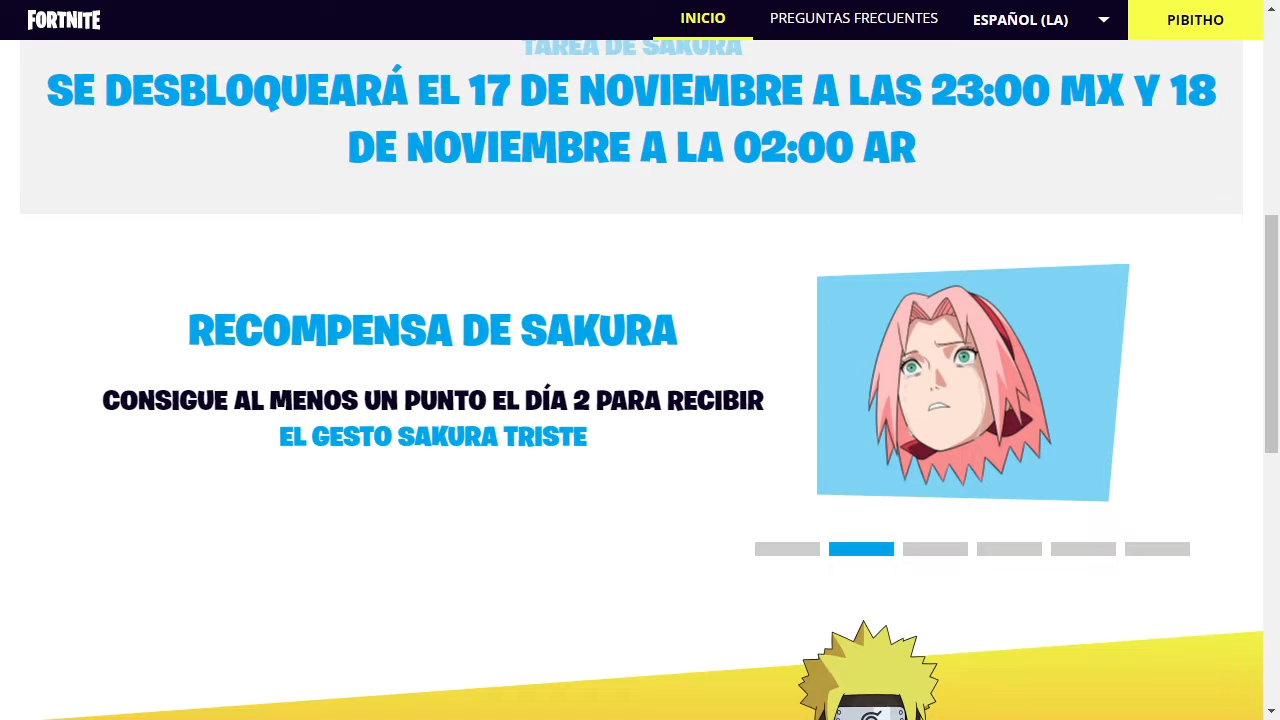 FORTNITE
INICIO
PREGUNTAS FRECUENTES
ESPAÑOL (LA)
PIBITHO
TAREA DE SAKURA
SE DESBLOQUEARÁ EL 17 DE NOVIEMBRE A LAS 23:00 MX Y 18
DE NOVIEMBRE A LA 02:00 AR
RECOMPENSA DE SAKURA
CONSIGUE AL MENOS UN PUNTO EL DÍA 2 PARA RECIBIR
EL GESTO SAKURA TRISTE